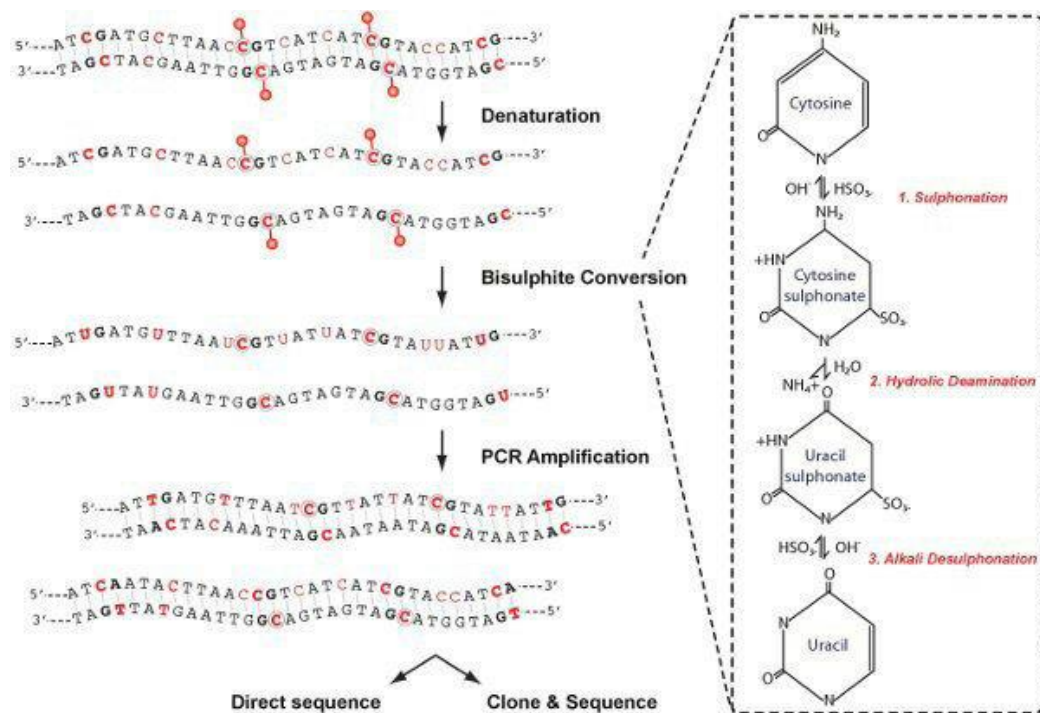 5'----ATCGATGCTTAACCGTCATCATCGTACCATCG----3'
3'----TAGCTACGAATTGGCAGTAGTAGCATGGTAGC----5'
Denaturation
5'----ATCGATGCTTAACCGTCATCATCGTACCATCG----3'
3'----TAGCTACGAATTGGCAGTAGTAGCATGGTAGC----5'
Bisulphite Conversion
5'----ATUGATGUTTAAUCGTUATUATCGTAUUATUG----3'
3'----TAGUTAUGAATTGGCAGTAGTAGCATGGTAGU----5'
PCR Amplification
5'----ATTGATGTTTAATCGTTATTATCGTATTATTG----3'
3'----TAACTACAAATTAGCAATAATAGCATAATAAC----5'
5'----ATCAATACTTAACCGTCATCATCGTACCATCA----3'
3'----TAGTTATGAATTGGCAGTAGTAGCATGGTAGT----5'
Direct sequence Clone & Sequence
NH₂
Cytosine
O
N
OH⁻ HSO₃-
1. Sulphonation
NH₂
+HN
Cytosine
sulphonate
O
SO₃-
N
H₂O
NH₄+
2. Hydrolic Deamination
O
+HN
Uracil
sulphonate
O
SO₃-
N
HSO₃- OH⁻
3. Alkali Desulphonation
O
N
Uracil
O
N